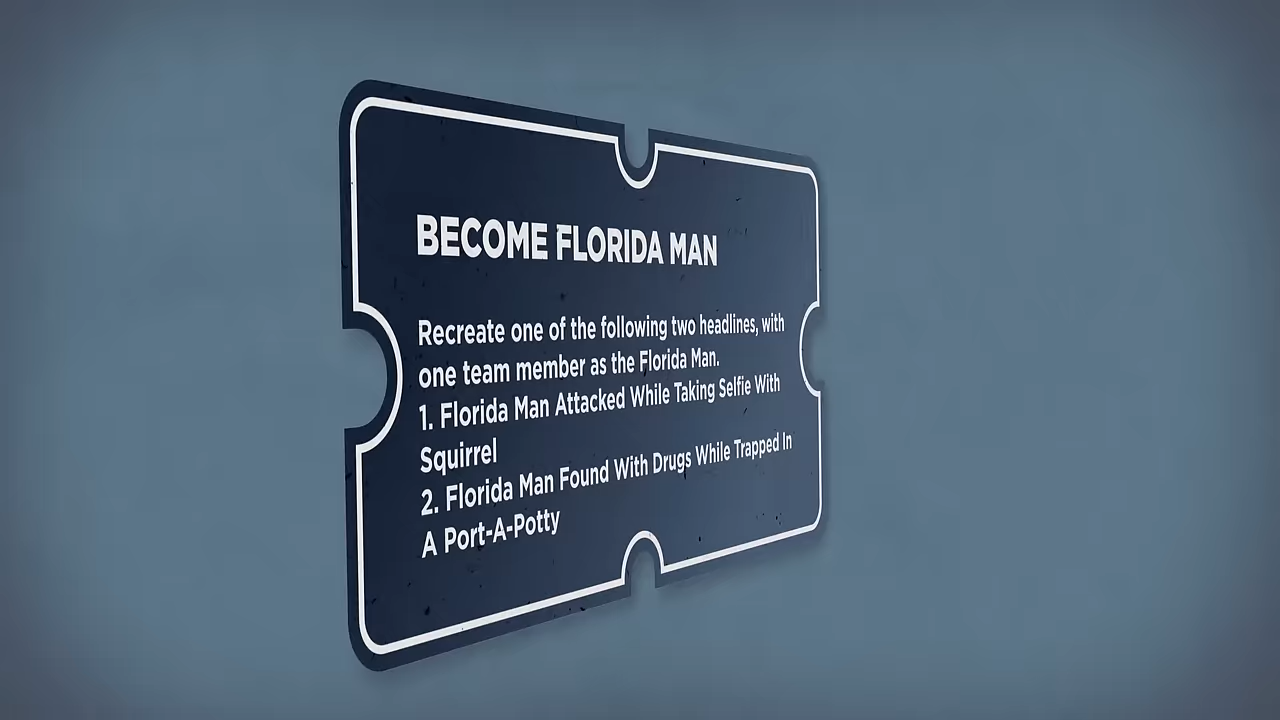 BECOME FLORIDA MAN
Recreate one of the following two headlines, with
one team member as the Florida Man.
1. Florida Man Attacked While Taking Selfie With
Squirrel
2. Florida Man Found With Drugs While Trapped In
A Port-A-Potty